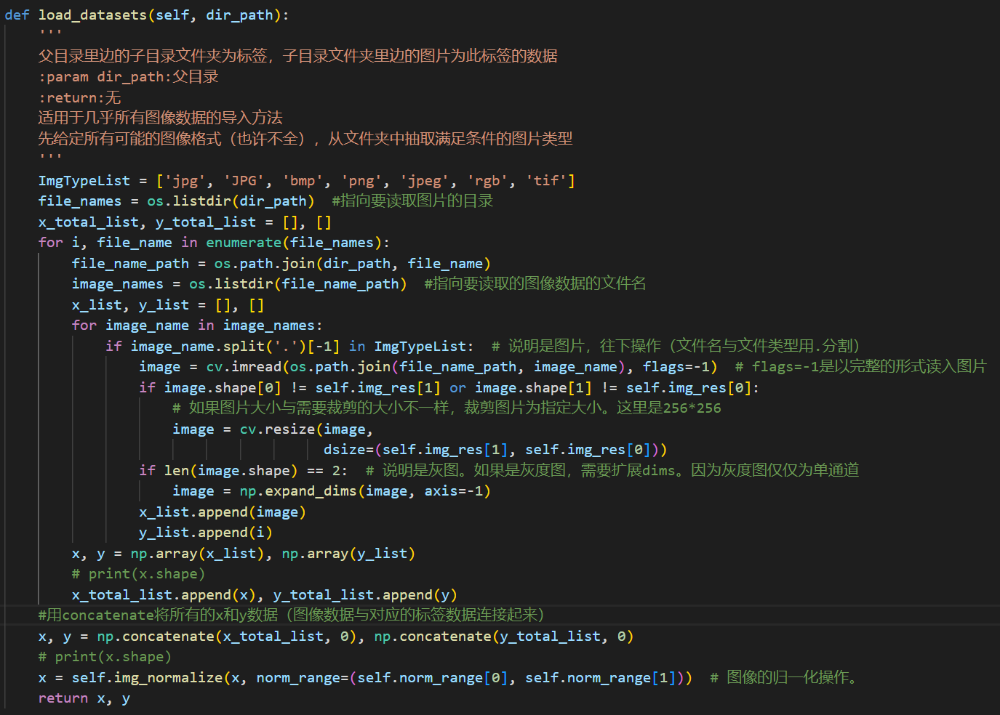 def load_datasets(self, dir_path):
    '''
    父目录里边的子目录文件夹为标签，子目录文件夹里边的图片为此标签的数据
    :param dir_path:父目录
    :return:无
    适用于几乎所有图像数据的导入方法
    先给定所有可能的图像格式（也许不全），从文件夹中抽取满足条件的图片类型
    '''
    ImgTypeList = ['jpg', 'JPG', 'bmp', 'png', 'jpeg', 'rgb', 'tif']
    file_names = os.listdir(dir_path)  #指向要读取图片的目录
    x_total_list, y_total_list = [], []
    for i, file_name in enumerate(file_names):
        file_name_path = os.path.join(dir_path, file_name)
        image_names = os.listdir(file_name_path)  #指向要读取的图像数据的文件名
        x_list, y_list = [], []
        for image_name in image_names:
            if image_name.split('.')[-1] in ImgTypeList:  # 说明是图片，往下操作（文件名与文件类型用.分割）
                image = cv.imread(os.path.join(file_name_path, image_name), flags=-1)  # flags=-1是以完整的形式读入图片
                if image.shape[0] != self.img_res[1] or image.shape[1] != self.img_res[0]:
                    # 如果图片大小与需要裁剪的大小不一样，裁剪图片为指定大小。这里是256*256
                    image = cv.resize(image,
                                      dsize=(self.img_res[1], self.img_res[0]))
                if len(image.shape) == 2:  # 说明是灰图。如果是灰度图，需要扩展dims。因为灰度图仅仅为单通道
                    image = np.expand_dims(image, axis=-1)
                x_list.append(image)
                y_list.append(i)
        x, y = np.array(x_list), np.array(y_list)
        # print(x.shape)
        x_total_list.append(x), y_total_list.append(y)
    #用concatenate将所有的x和y数据（图像数据与对应的标签数据连接起来）
    x, y = np.concatenate(x_total_list, 0), np.concatenate(y_total_list, 0)
    # print(x.shape)
    x = self.img_normalize(x, norm_range=(self.norm_range[0], self.norm_range[1]))  # 图像的归一化操作。
    return x, y